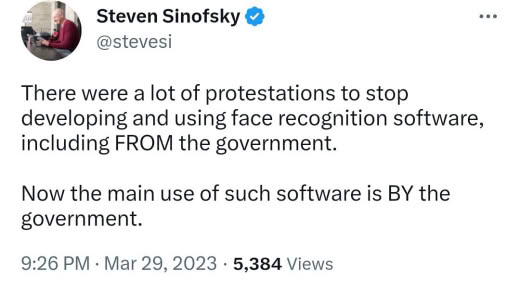 Steven Sinofsky
@stevesi
There were a lot of protestations to stop
developing and using face recognition software,
including FROM the government.
Now the main use of such software is BY the
government.
9:26 PM · Mar 29, 2023 · 5,384 Views